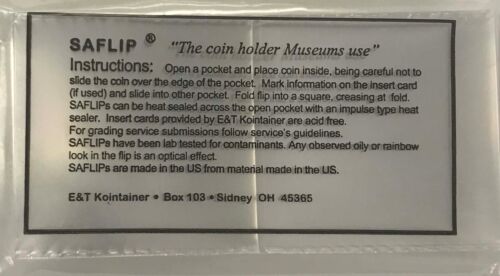 SAFLIP ® "The coin holder Museums use"
Instructions: Open a pocket and place coin inside, being careful not to
slide the coin over the edge of the pocket. Mark information on the insert card
(if used) and slide into other pocket. Fold flip into a square, creasing at fold.
SAFLIPs can be heat sealed across the open pocket with an impulse type heat
sealer. Insert cards provided by E&T Kointainer are acid free.
For grading service submissions follow service's guidelines.
SAFLIPs have been lab tested for contaminants. Any observed oily or rainbow
look in the flip is an optical effect.
SAFLIPs are made in the US from material made in the US.
E&T Kointainer • Box 103 • Sidney OH 45365